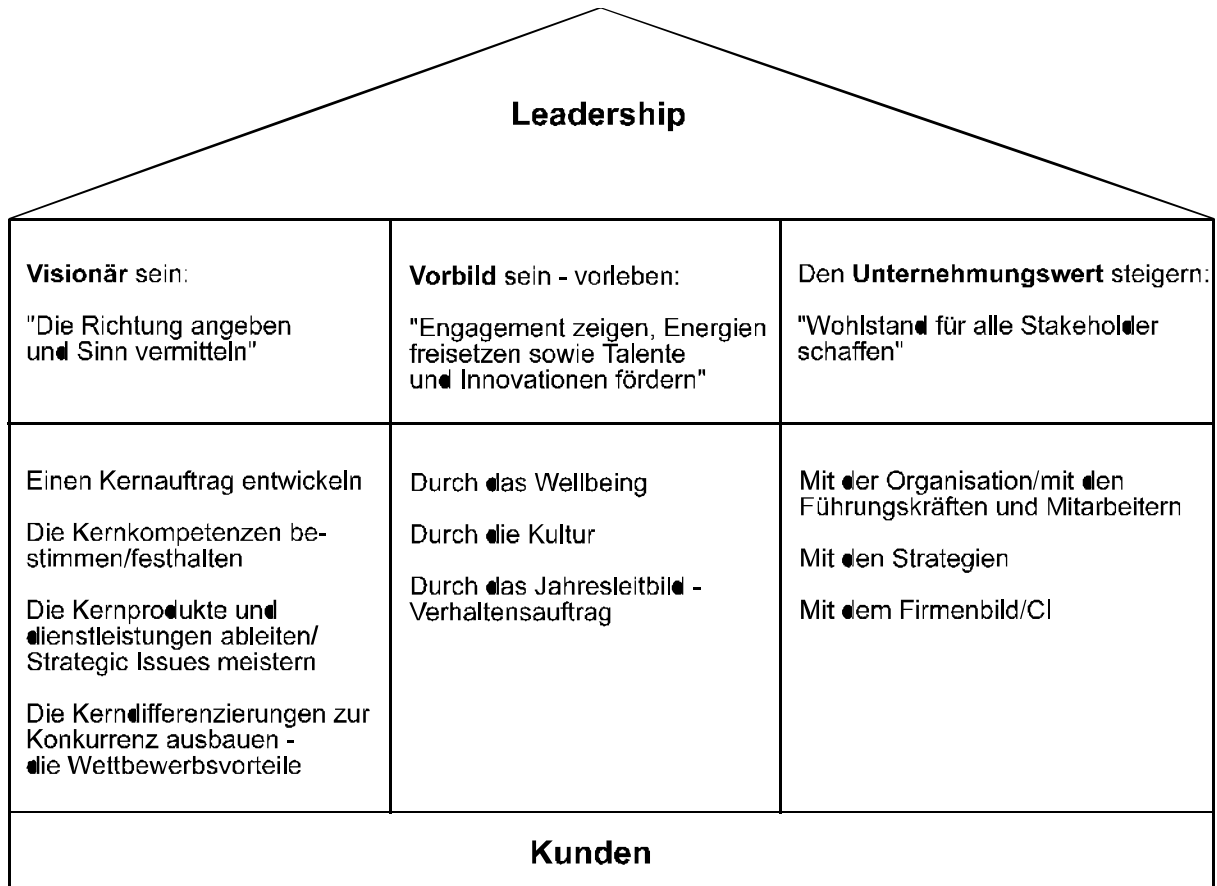 Leadership
Visionär sein:
"Die Richtung angeben
und Sinn vermitteln"
Vorbild sein - vorleben:
"Engagement zeigen, Energien
freisetzen sowie Talente
und Innovationen fördern"
Den Unternehmungswert steigern:
"Wohlstand für alle Stakeholder
schaffen"
Einen Kernauftrag entwickeln
Die Kernkompetenzen be-
stimmen/festhalten
Die Kernprodukte und
dienstleistungen ableiten/
Strategic Issues meistern
Die Kerndifferenzierungen zur
Konkurrenz ausbauen -
die Wettbewerbsvorteile
Durch das Wellbeing
Durch die Kultur
Durch das Jahresleitbild -
Verhaltensauftrag
Mit der Organisation/mit den
Führungskräften und Mitarbeitern
Mit den Strategien
Mit dem Firmenbild/CI
Kunden